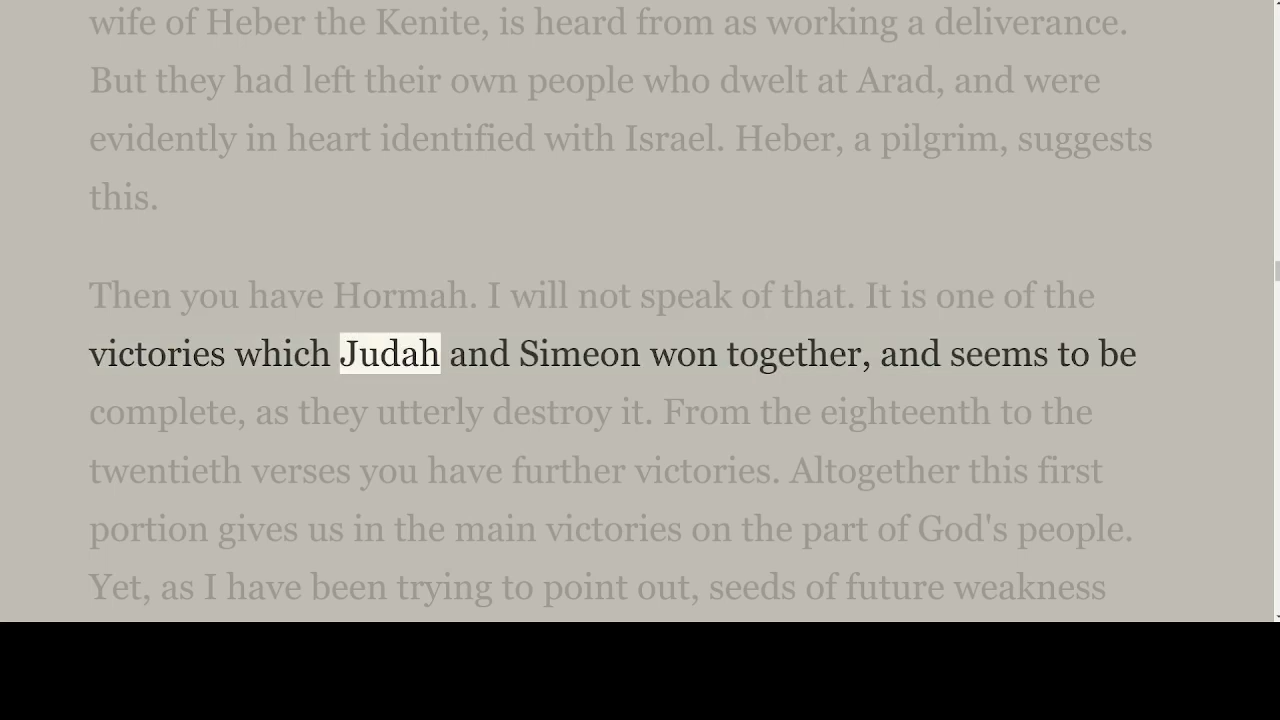 wife of Heber the Kenite, is heard from as working a deliverance.
But they had left their own people who dwelt at Arad, and were
evidently in heart identified with Israel. Heber, a pilgrim, suggests
this.
Then you have Hormah. I will not speak of that. It is one of the
victories which Judah and Simeon won together, and seems to be
complete, as they utterly destroy it. From the eighteenth to the
twentieth verses you have further victories. Altogether this first
portion gives us in the main victories on the part of God's people.
Yet, as I have been trying to point out, seeds of future weakness